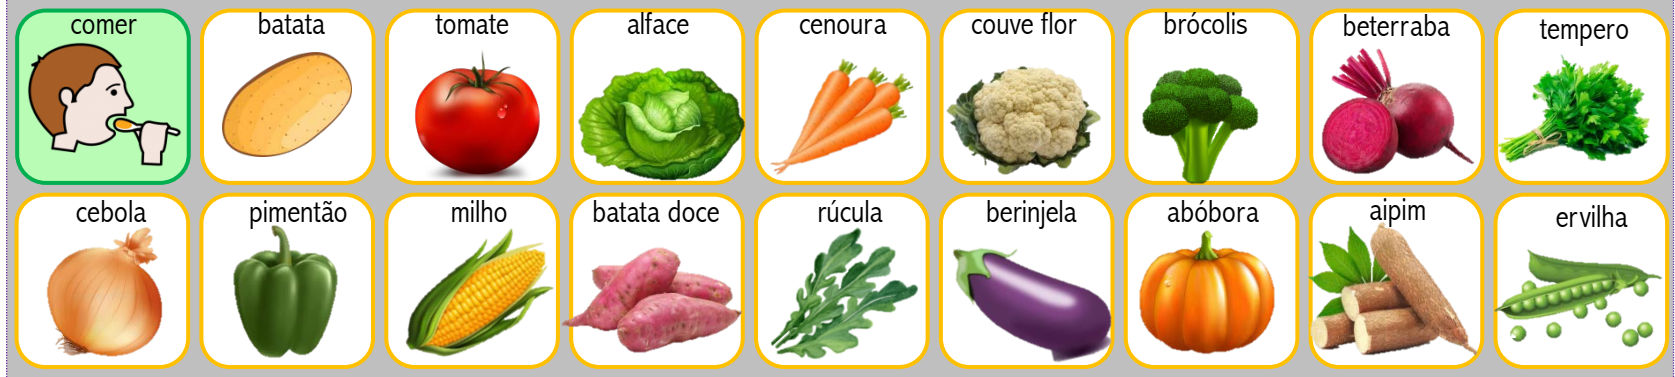 comer
batata
tomate
alface
cenoura
couve flor
brócolis
beterraba
tempero
cebola
pimentão
milho
batata doce
rúcula
berinjela
abóbora
aipim
ervilha